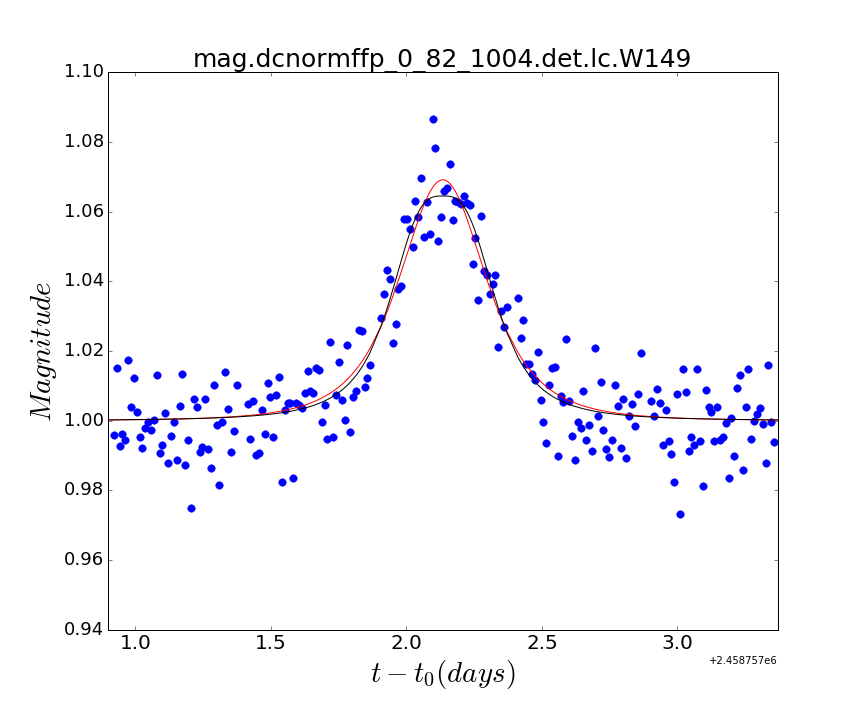 mag.dcnormffp_0_82_1004.det.lc.W149
1.10
1.08
1.06
1.04
1.02
1.00
0.98
0.96
0.94
Magnitude
1.0 1.5 2.0 2.5 3.0
+2.458757e6
t − t₀(days)